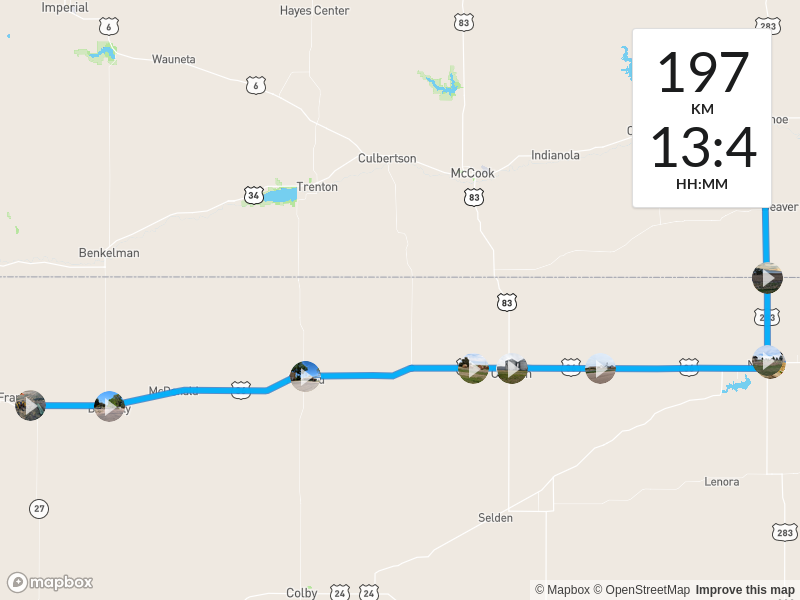 Imperial
Hayes Center
6
83
283
Wauneta
6
197
KM
13:4
HH:MM
Culbertson
Indianola
McCook
Trenton
34
83
eaver
Benkelman
83
McDonald
27
Lenora
Selden
283
Colby
24
24
mapbox
© Mapbox © OpenStreetMap Improve this map